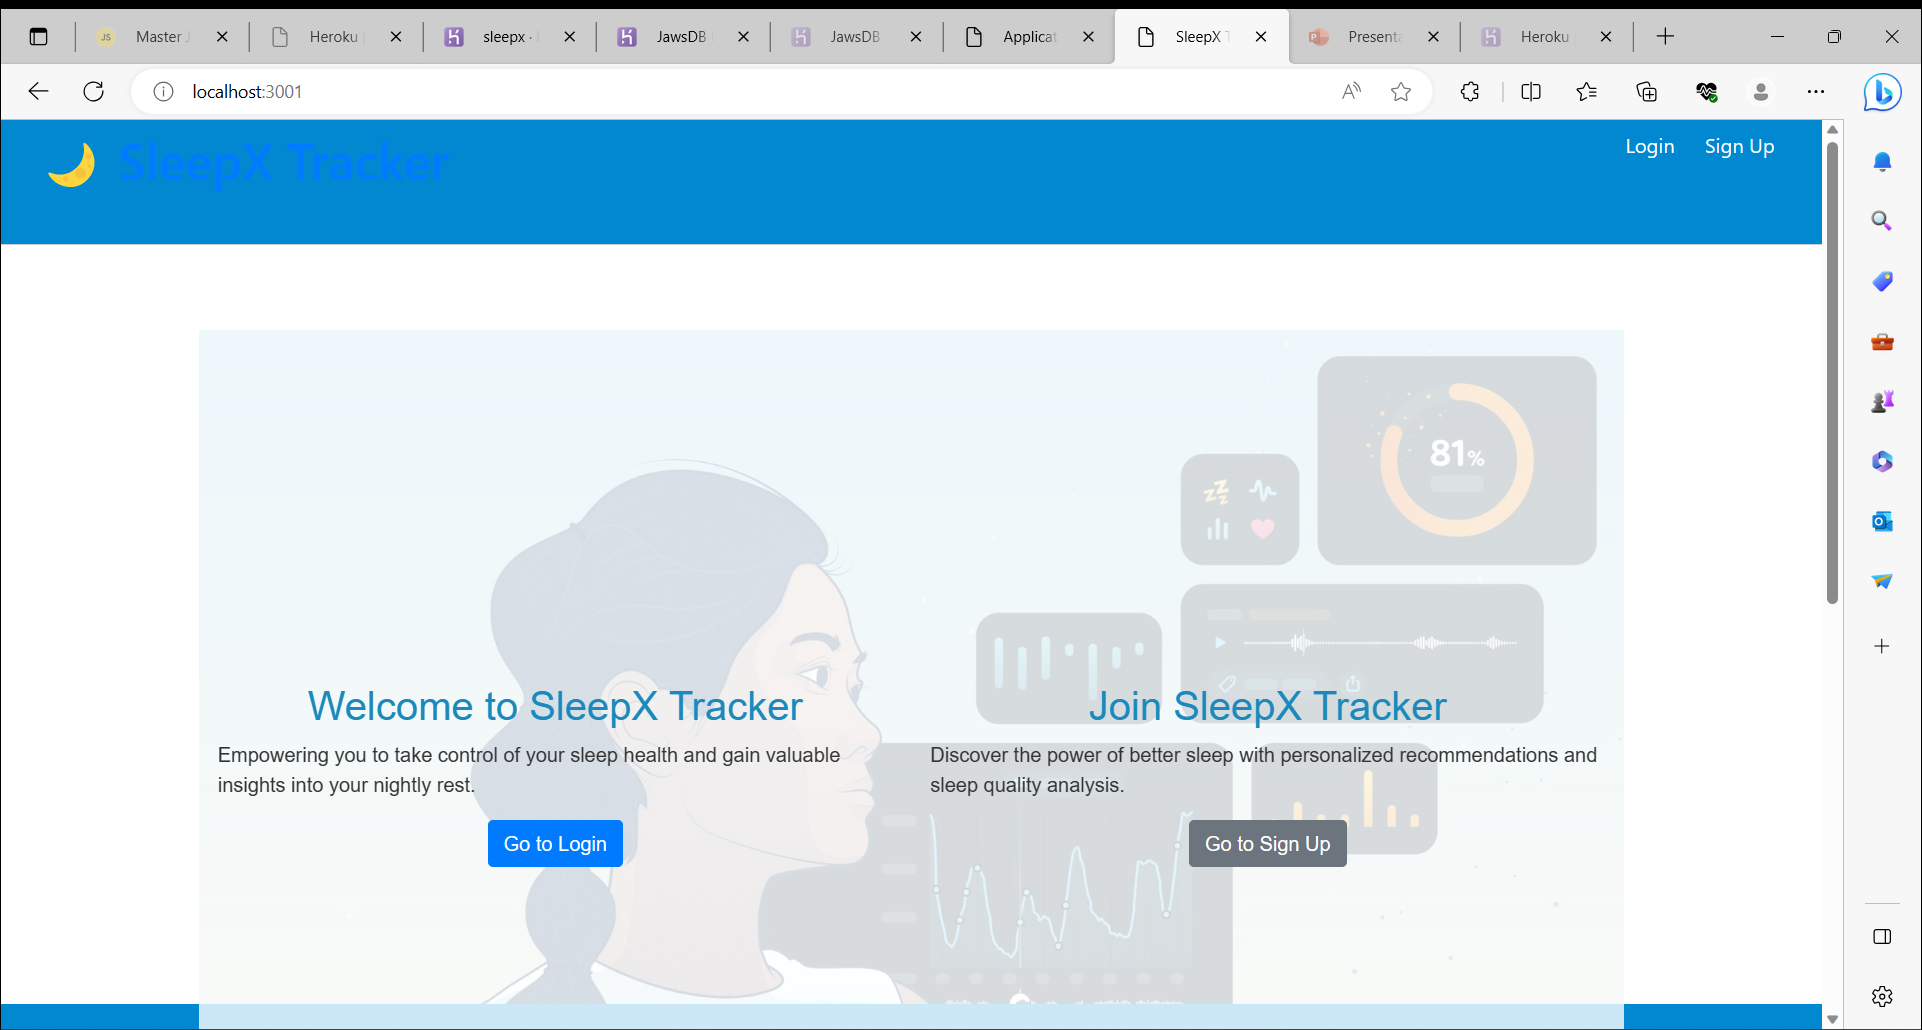 JS Master J
Heroku
sleepx ·
JawsDB
JawsDB
Applicat
SleepX T
Presenta
Heroku
localhost:3001
SleepX Tracker
Login
Sign Up
81%
zzz
Welcome to SleepX Tracker
Empowering you to take control of your sleep health and gain valuable
insights into your nightly rest.
Go to Login
Join SleepX Tracker
Discover the power of better sleep with personalized recommendations and
sleep quality analysis.
Go to Sign Up